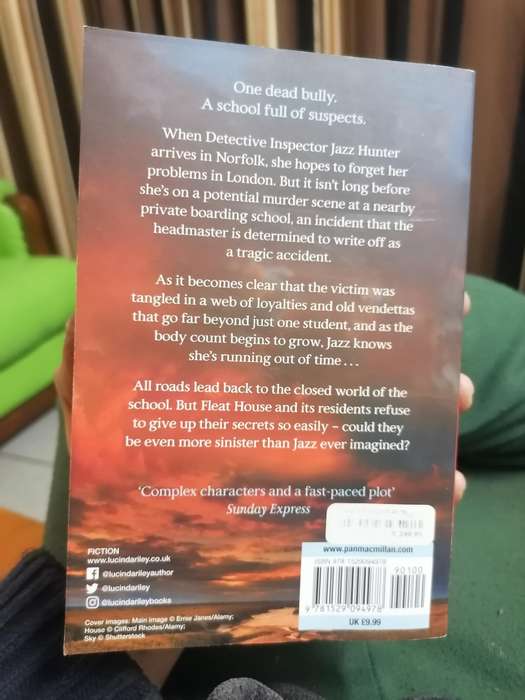 One dead bully.
A school full of suspects.
When Detective Inspector Jazz Hunter
arrives in Norfolk, she hopes to forget her
problems in London. But it isn't long before
she's on a potential murder scene at a nearby
private boarding school, an incident that the
headmaster is determined to write off as
a tragic accident.
As it becomes clear that the victim was
tangled in a web of loyalties and old vendettas
that go far beyond just one student, and as the
body count begins to grow, Jazz knows
she's running out of time...
All roads lead back to the closed world of the
school. But Fleat House and its residents refuse
to give up their secrets so easily – could they
be even more sinister than Jazz ever imagined?
'Complex characters and a fast-paced plot'
Sunday Express
FICTION
www.lucindariley.co.uk
@lucindarileyauthor
@lucindariley
@lucindarileybooks
Cover images: Main image © Ernie Janes/Alamy;
House © Clifford Rhodes/Alamy;
Sky © Shutterstock
www.panmacmillan.com
90100
9 781529 094978
UK £9.99